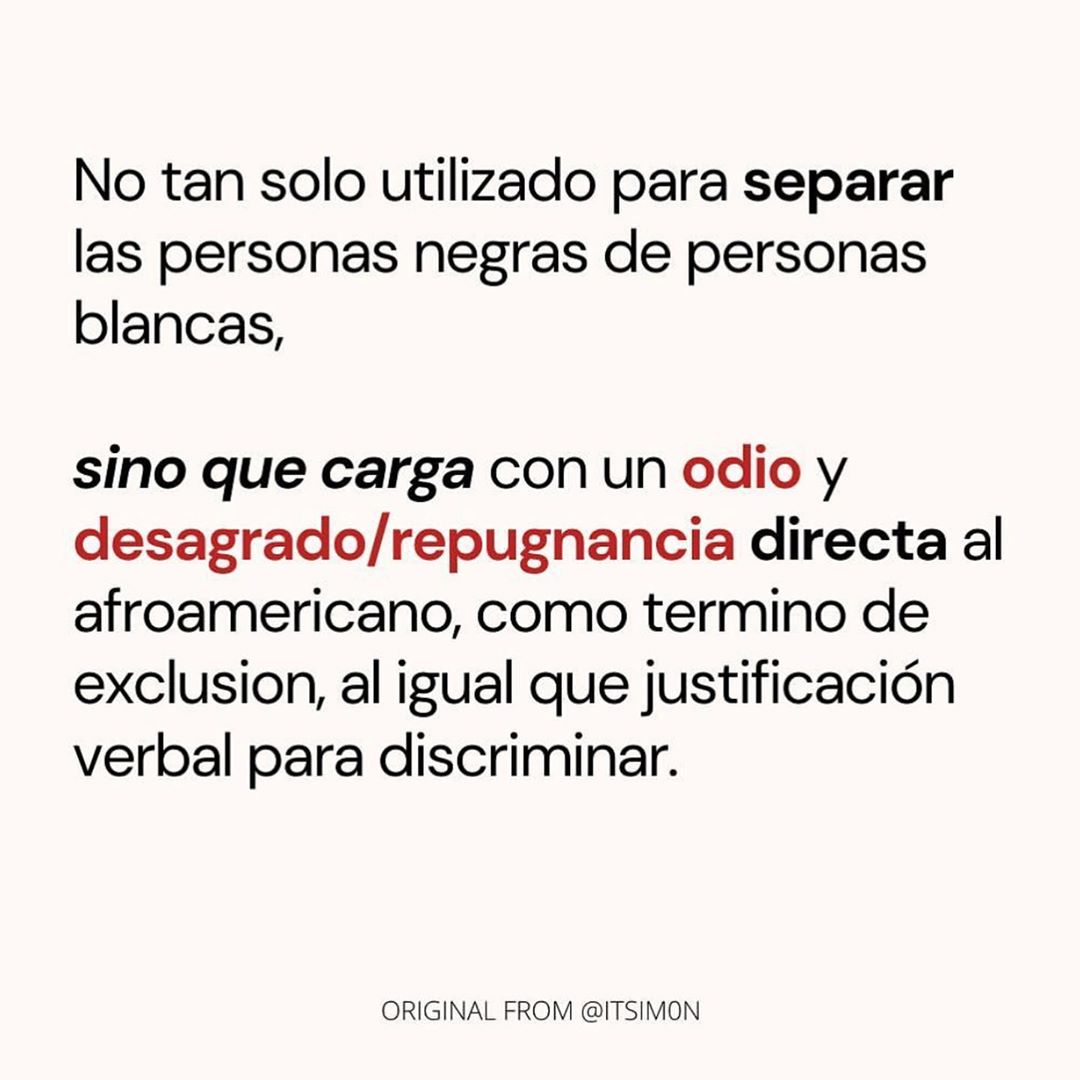 No tan solo utilizado para separar
las personas negras de personas
blancas,
sino que carga con un odio y
desagrado/repugnancia directa al
afroamericano, como termino de
exclusion, al igual que justificación
verbal para discriminar.
ORIGINAL FROM @ITSIM0N